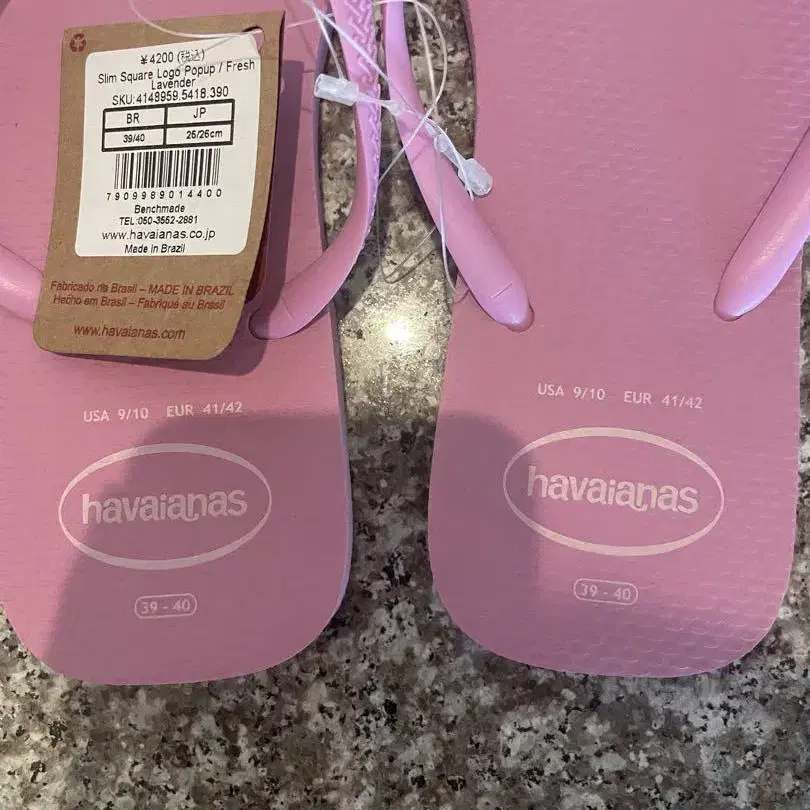 ¥4200 (税込)
Slim Square Logo Popup / Fresh
Lavender
SKU:4148959.5418.390
BR JP
39/40 26/26cm
7909989014400
Benchmade
TEL:050-3552-2881
www.havaianas.co.jp
Made in Brazil
Fabricado no Brasil – MADE IN BRAZIL
Hecho em Brasil – Fabriqué au Brésil
www.havaianas.com
USA 9/10 EUR 41/42
havaianas
39 - 40
USA 9/10 EUR 41/42
havaianas
39 - 40